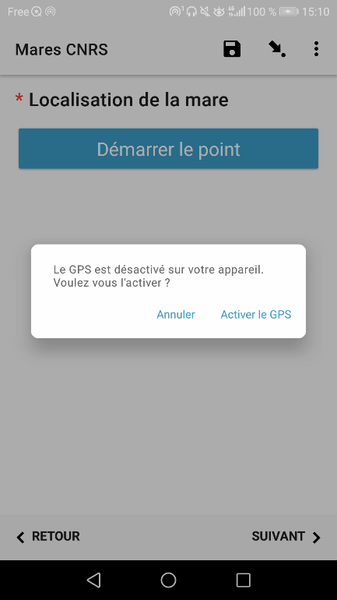 Free 100 % 15:10
Mares CNRS
* Localisation de la mare
Démarrer le point
Le GPS est désactivé sur votre appareil.
Voulez vous l'activer ?
Annuler Activer le GPS
RETOUR SUIVANT